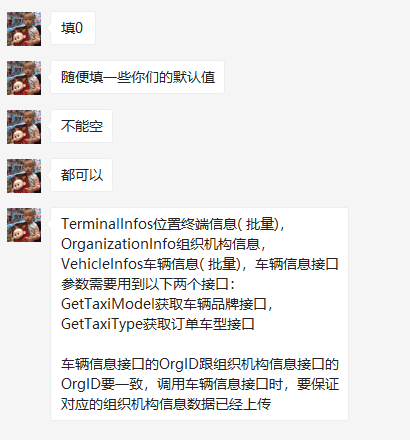 填0
随便填一些你们的默认值
不能空
都可以
TerminalInfos位置终端信息( 批量)，
OrganizationInfo组织机构信息，
VehicleInfos车辆信息( 批量)，车辆信息接口
参数需要用到以下两个接口：
GetTaxiModel获取车辆品牌接口，
GetTaxiType获取订单车型接口
车辆信息接口的OrgID跟组织机构信息接口的
OrgID要一致，调用车辆信息接口时，要保证
对应的组织机构信息数据已经上传